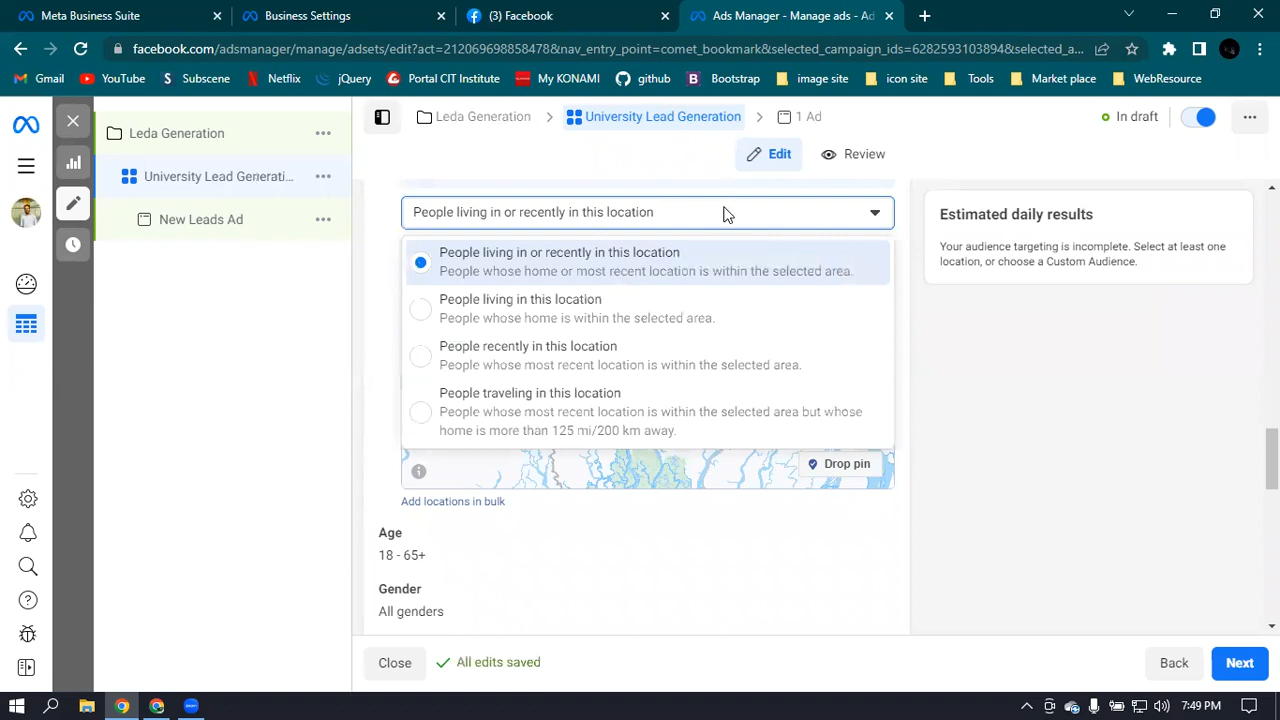 Meta Business Suite
Business Settings
(3) Facebook
Ads Manager - Manage ads - Ad
facebook.com/adsmanager/manage/adsets/edit?act=2120696988584​78&nav_entry_point=comet_bookmark&selected_campaign_ids=6282593103894&selected_a...
Gmail
YouTube
Subscene
Netflix
jQuery
Portal CIT Institute
My KONAMI
github
Bootstrap
image site
icon site
Tools
Market place
WebResource
Leda Generation
University Lead Generati...
New Leads Ad
Leda Generation
University Lead Generation
1 Ad
In draft
Edit
Review
People living in or recently in this location
People living in or recently in this location
People whose home or most recent location is within the selected area.
People living in this location
People whose home is within the selected area.
People recently in this location
People whose most recent location is within the selected area.
People traveling in this location
People whose most recent location is within the selected area but whose
home is more than 125 mi/200 km away.
Drop pin
Add locations in bulk
Age
18 - 65+
Gender
All genders
Estimated daily results
Your audience targeting is incomplete. Select at least one
location, or choose a Custom Audience.
Close
All edits saved
Back
Next
7:49 PM